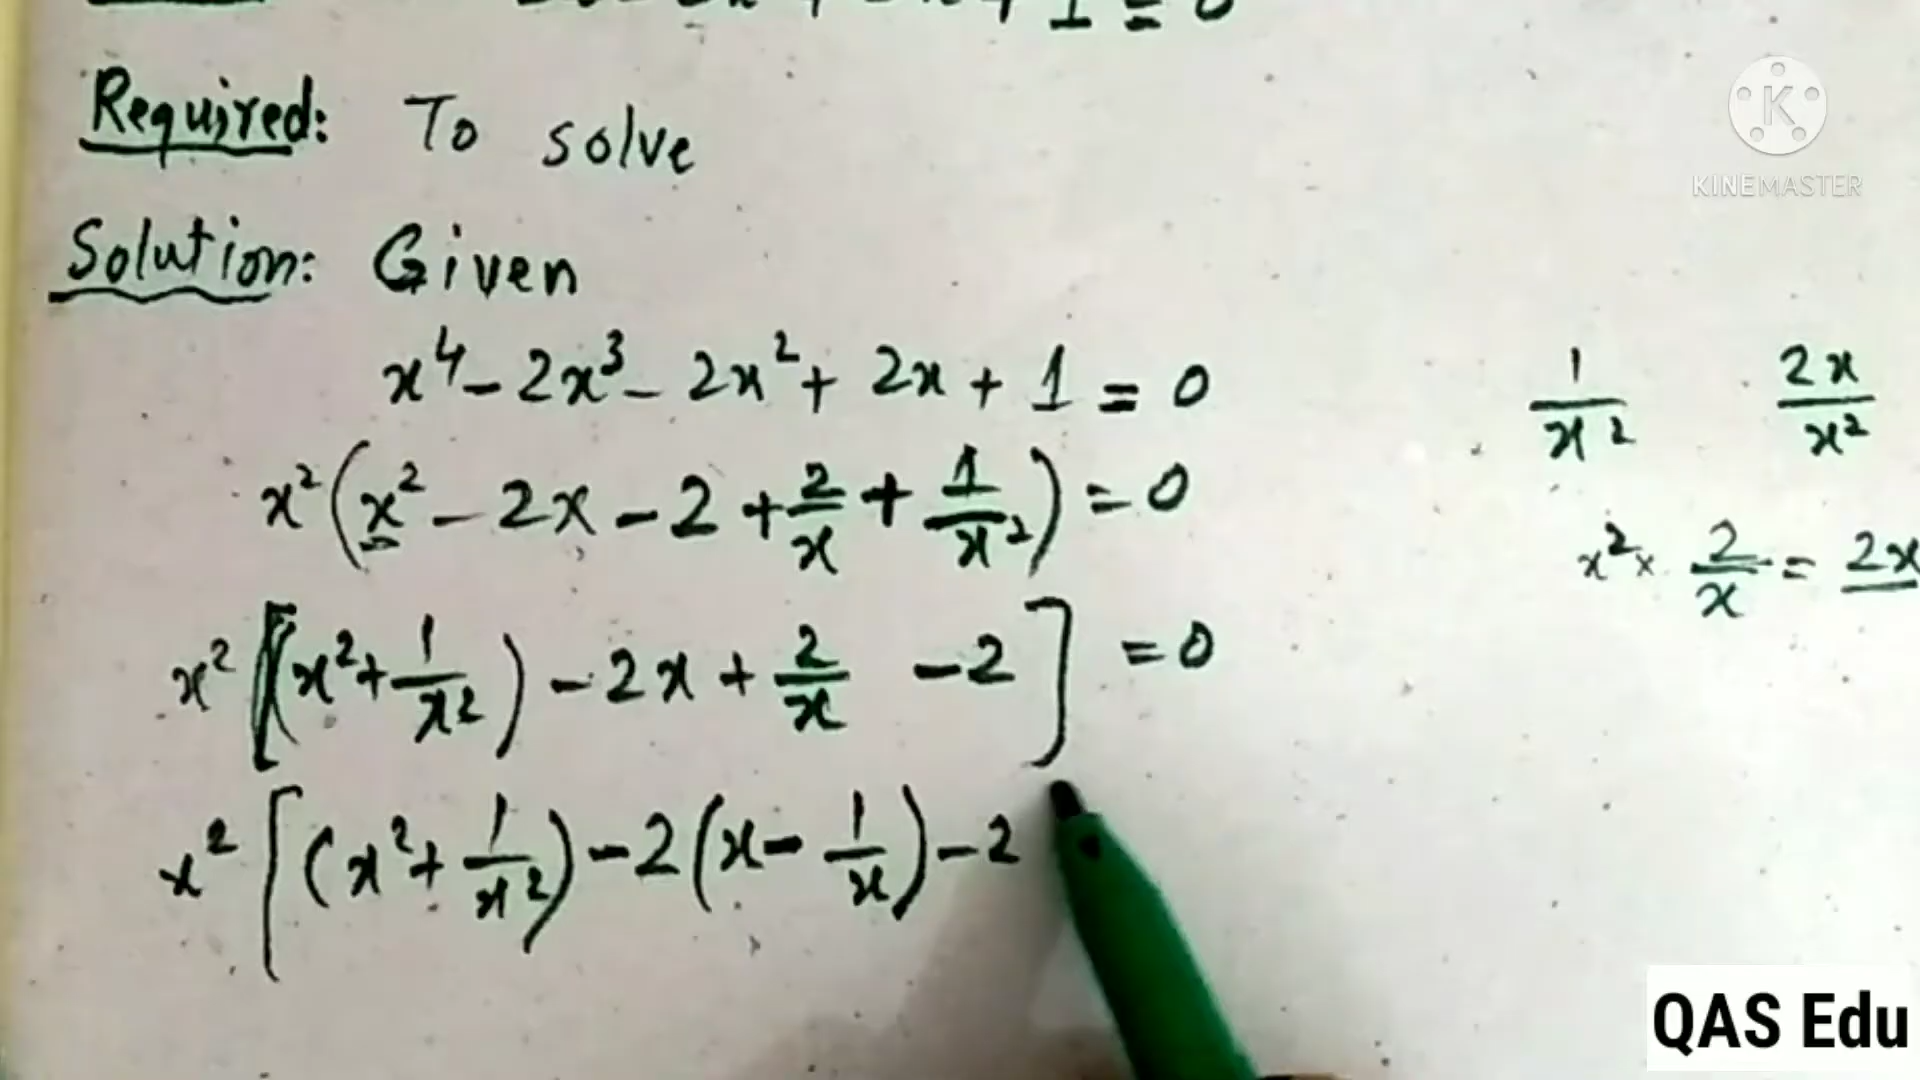 1 = 0
Required: To solve
Solution: Given
x⁴ - 2x³ - 2x² + 2x + 1 = 0
x² (x² - 2x - 2 + 2/x + 1/x²) = 0
x² [(x² + 1/x²) - 2x + 2/x - 2] = 0
x² [(x² + 1/x²) - 2(x - 1/x) - 2
1/x² 2x/x²
x² × 2/x = 2x
KINEMASTER
QAS Edu